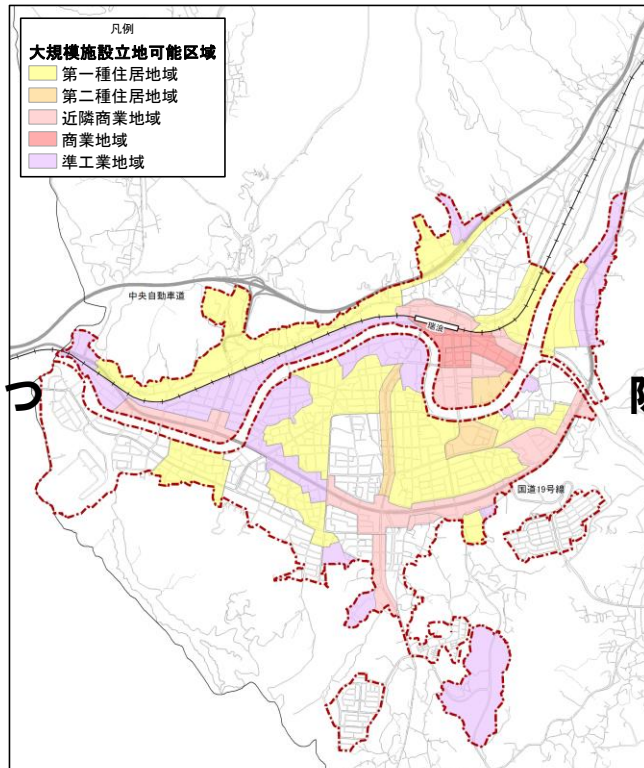 凡例
大規模施設立地可能区域
第一種住居地域
第二種住居地域
近隣商業地域
商業地域
準工業地域
中央自動車道
瑞浪
つ
国道19号線